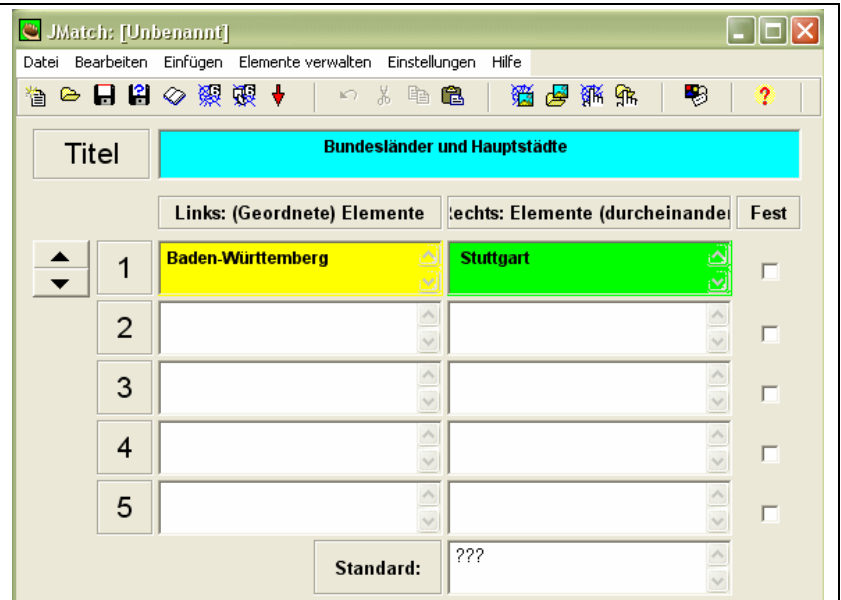 JMatch: [Unbenannt]
Datei Bearbeiten Einfügen Elemente verwalten Einstellungen Hilfe
Titel Bundesländer und Hauptstädte
Links: (Geordnete) Elemente Rechts: Elemente (durcheinander Fest
1 Baden-Württemberg Stuttgart
2
3
4
5
Standard: ???